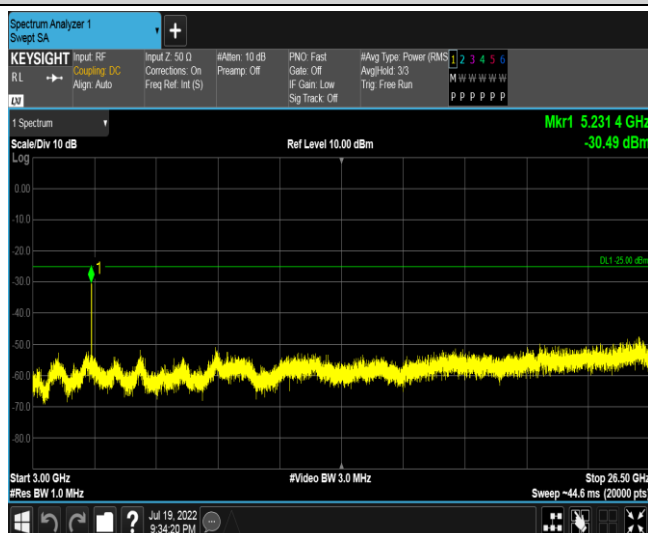 Spectrum Analyzer 1
Swept SA
+
KEYSIGHT
RL
LXI
Input: RF
Coupling: DC
Align: Auto
Input Z: 50 Ω
Corrections: On
Freq Ref: Int (S)
#Atten: 10 dB
Preamp: Off
PNO: Fast
Gate: Off
IF Gain: Low
Sig Track: Off
#Avg Type: Power (RMS
Avg|Hold: 3/3
Trig: Free Run
1 2 3 4 5 6
M W W W W W
P P P P P P
1 Spectrum
Mkr1 5.231 4 GHz
Scale/Div 10 dB
Ref Level 10.00 dBm
-30.49 dBm
Log
0.00
-10.0
-20.0
DL1 -25.00 dBm
1
-30.0
-40.0
-50.0
-60.0
-70.0
-80.0
Start 3.00 GHz
#Video BW 3.0 MHz
Stop 26.50 GHz
#Res BW 1.0 MHz
Sweep ~44.6 ms (20000 pts)
?
Jul 19, 2022
9:34:20 PM